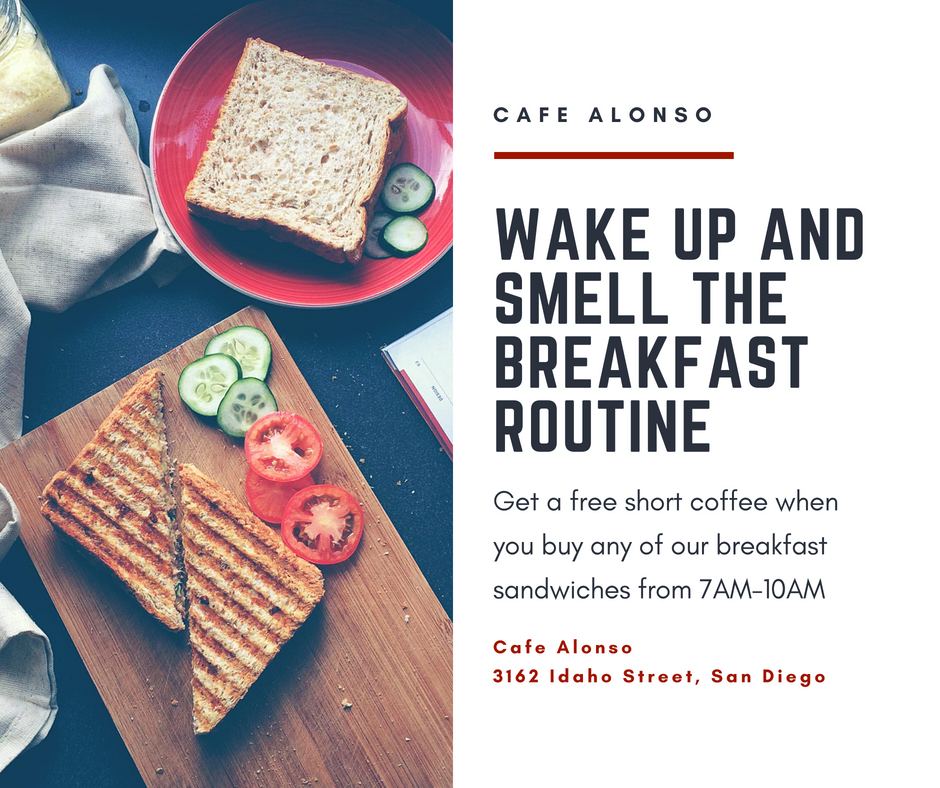 CAFE ALONSO
WAKE UP AND
SMELL THE
BREAKFAST
ROUTINE
Get a free short coffee when
you buy any of our breakfast
sandwiches from 7AM-10AM
Cafe Alonso
3162 Idaho Street, San Diego